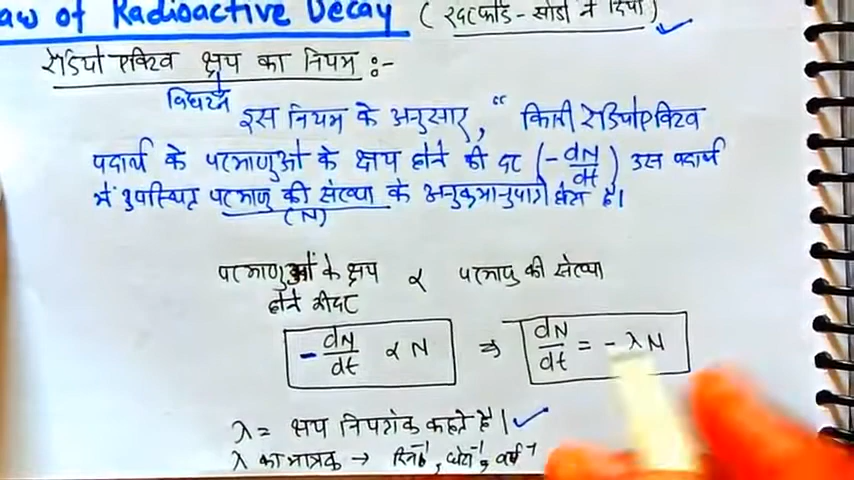 aw of Radioactive Decay (रदरफोर्ड - सोडी ने दिया)
रेडियो एक्टिव क्षय का नियम :-
विघटन
इस नियम के अनुसार, “ किसी रेडियोएक्टिव
पदार्थ के परमाणुओं के क्षय होने की दर (-dN/dt) उस पदार्थ
में उपस्थित परमाणु की संख्या के अनुक्रमानुपाती होता है।
(N)
परमाणुओं के क्षय ∝ परमाणु की संख्या
होने की दर
-dN/dt ∝ N ⇒ dN/dt = -λN
λ = क्षय नियतांक कहते है।
λ का मात्रक → दिन⁻¹, घंटा⁻¹, वर्ष⁻¹